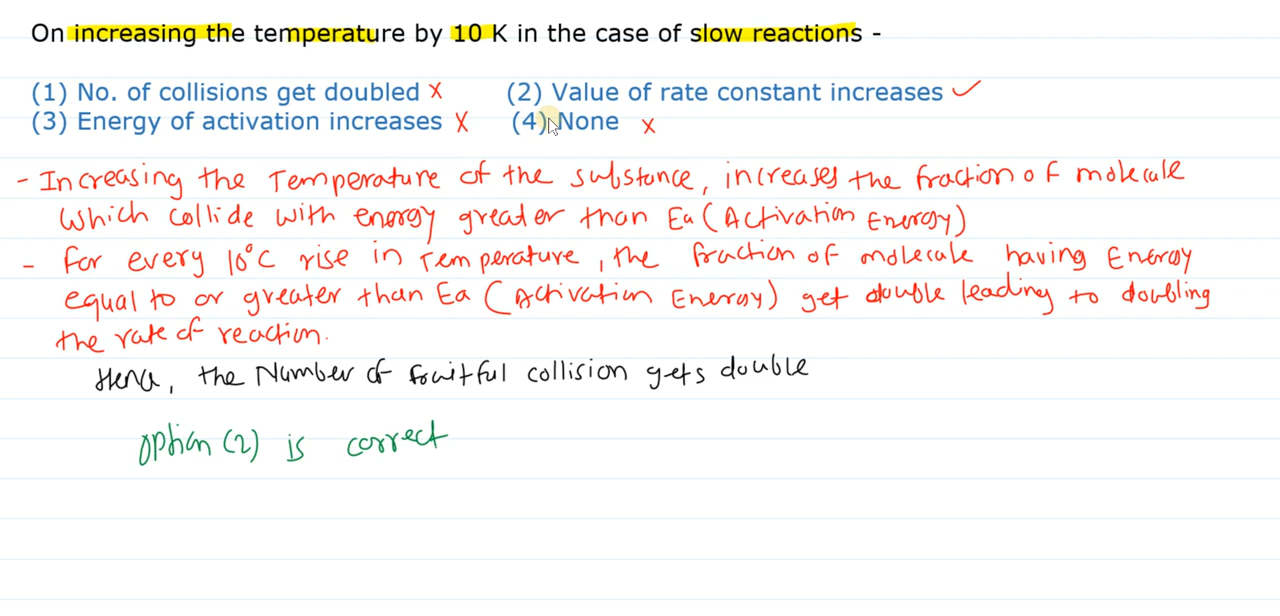 On increasing the temperature by 10 K in the case of slow reactions -
(1) No. of collisions get doubled x (2) Value of rate constant increases ✓
(3) Energy of activation increases x (4) None x
- Increasing the Temperature of the substance, increases the fraction of molecule
which collide with energy greater than Ea (Activation Energy)
- For every 10°C rise in Temperature, the fraction of molecule having Energy
equal to or greater than Ea (Activation Energy) get double leading to doubling
the rate of reaction.
Hence, the Number of fruitful collision gets double
option (2) is correct